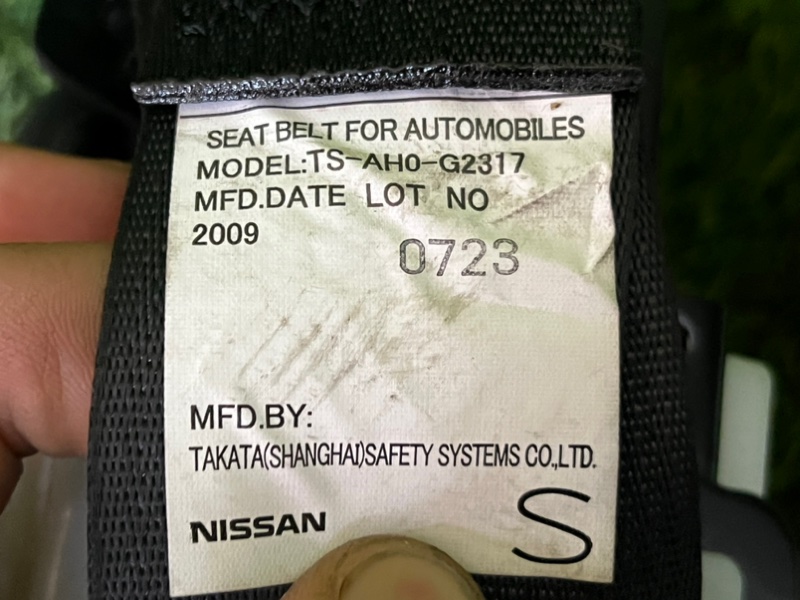 SEAT BELT FOR AUTOMOBILES
MODEL:TS-AH0-G2317
MFD.DATE LOT NO
2009 0723
MFD.BY:
TAKATA(SHANGHAI)SAFETY SYSTEMS CO.,LTD.
NISSAN S